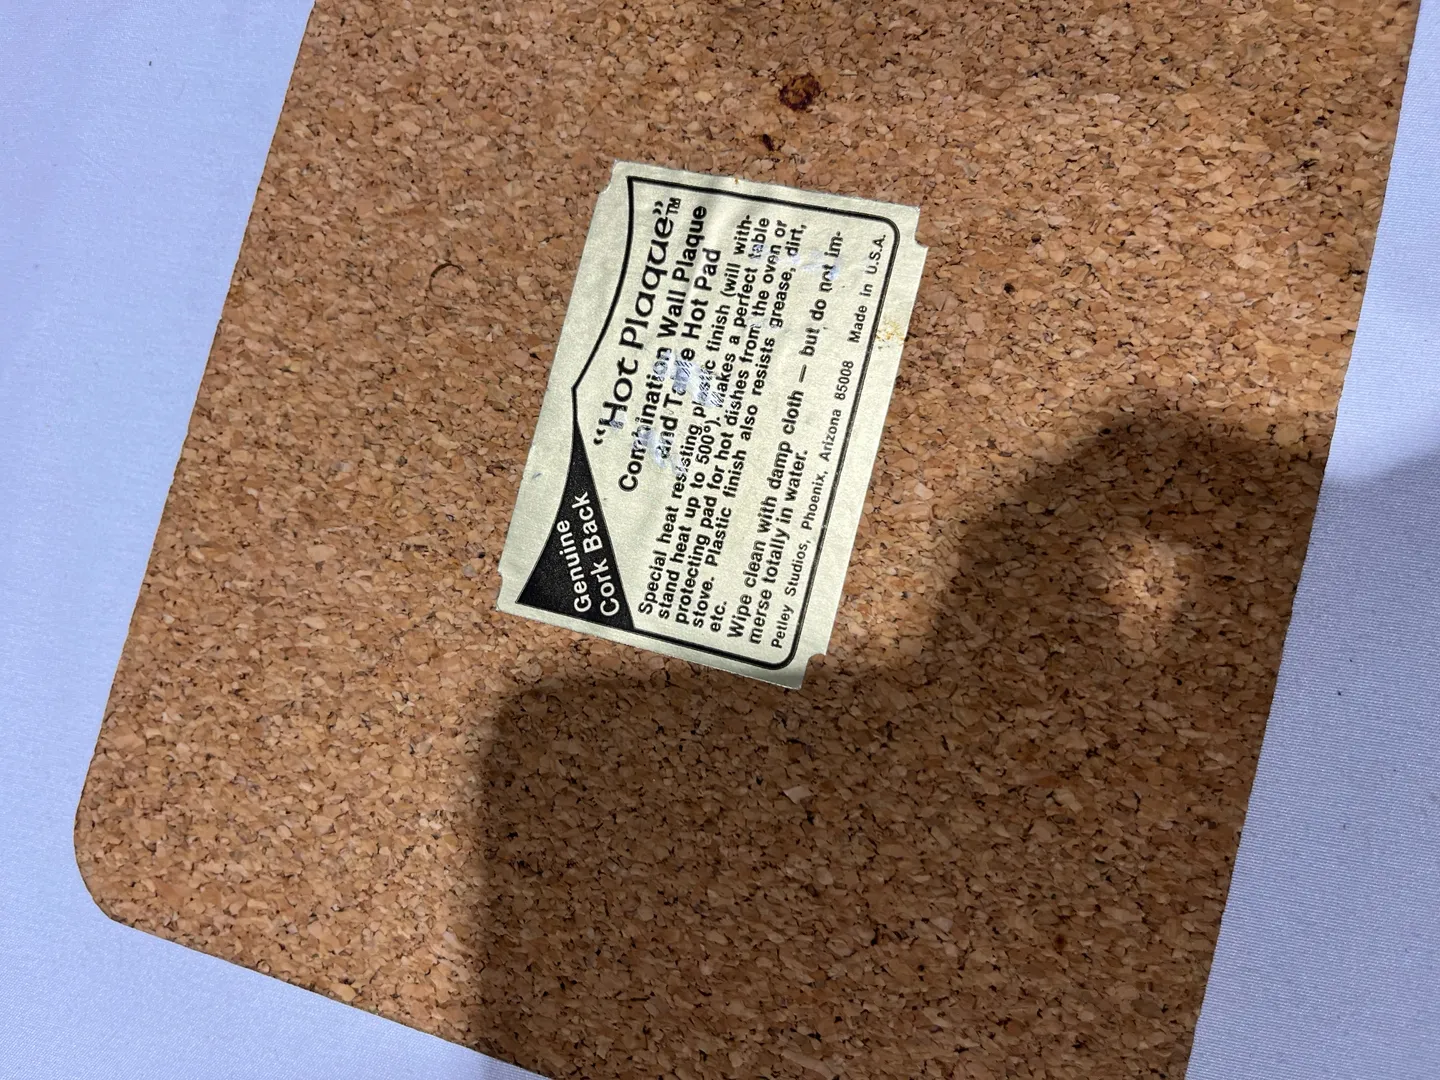 Genuine
Cork Back
“Hot Plaque”™
Combination Wall Plaque
and Table Hot Pad
Special heat resisting plastic finish (will with-
stand heat up to 500°). Makes a perfect table
protecting pad for hot dishes from the oven or
stove. Plastic finish also resists grease, dirt,
etc.
Wipe clean with damp cloth — but do not im-
merse totally in water.
Petley Studios, Phoenix, Arizona 85008 Made in U.S.A.